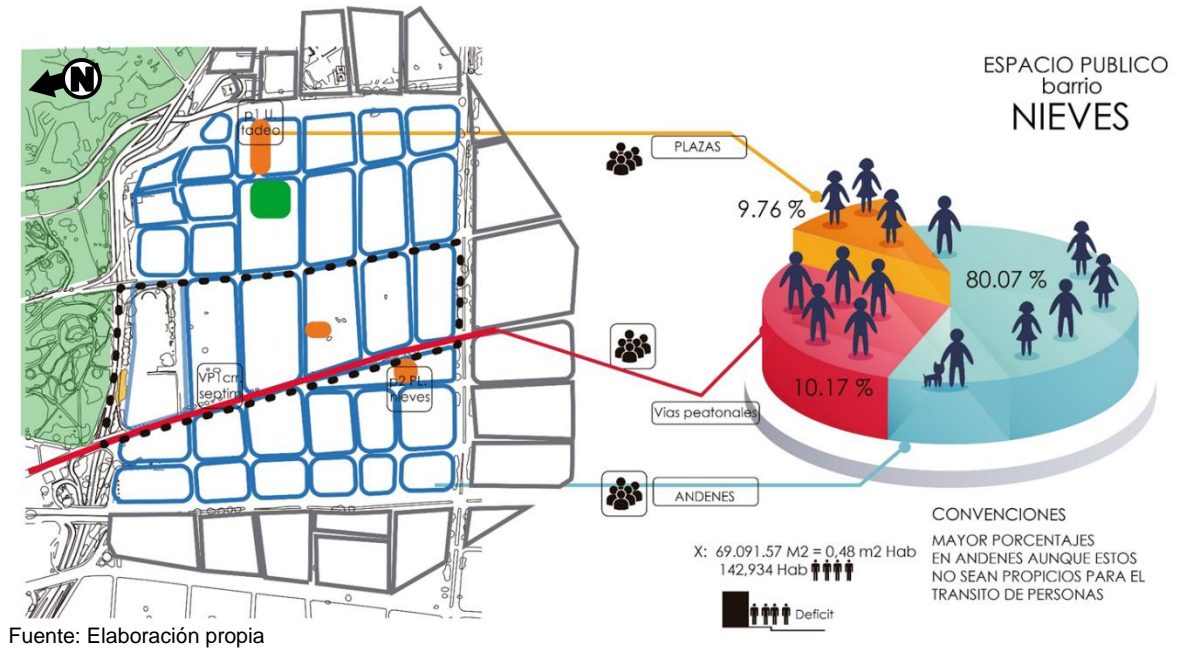 ESPACIO PUBLICO
barrio
NIEVES
N
p1 U.
tadeo
PLAZAS
9.76 %
80.07 %
10.17 %
VP1 crr.
septim
p2 PL.
nieves
Vías peatonales
ANDENES
CONVENCIONES
MAYOR PORCENTAJES
EN ANDENES AUNQUE ESTOS
NO SEAN PROPICIOS PARA EL
TRANSITO DE PERSONAS
X: 69.091.57 M2 = 0,48 m2 Hab
142,934 Hab
Deficit
Fuente: Elaboración propia